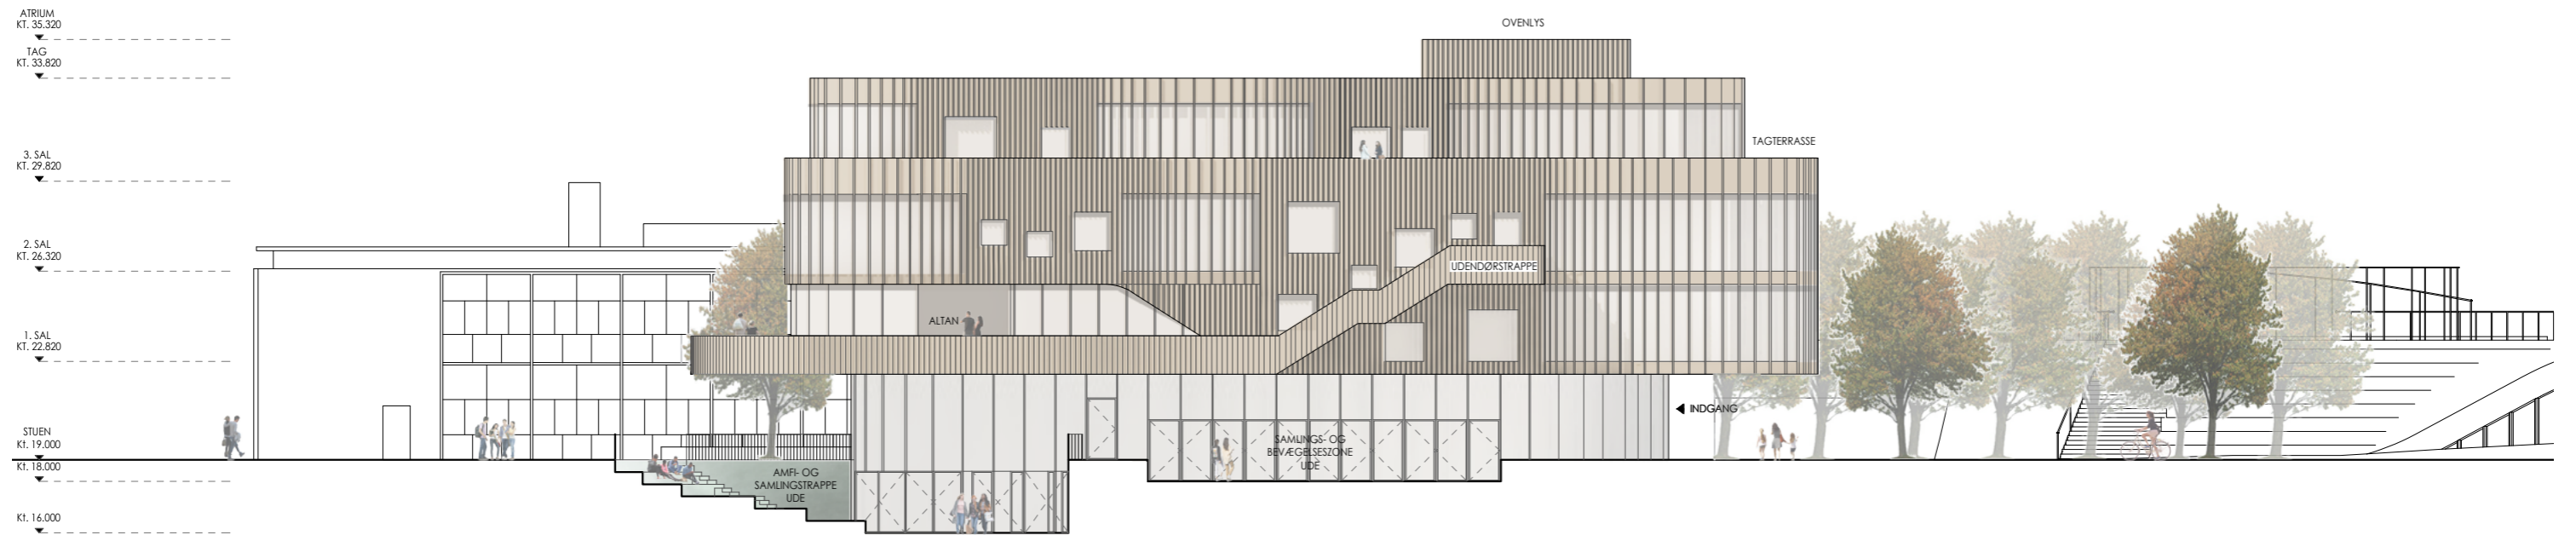 ATRIUM
KT. 35.320
TAG
KT. 33.820
3. SAL
KT. 29.820
2. SAL
KT. 26.320
1. SAL
KT. 22.820
STUEN
Kt. 19.000
Kt. 18.000
Kt. 16.000
OVENLYS
TAGTERRASSE
UDENDØRSTRAPPE
ALTAN
INDGANG
SAMLINGS- OG
BEVÆGELSESZONE
UDE
AMFI- OG
SAMLINGSTRAPPE
UDE